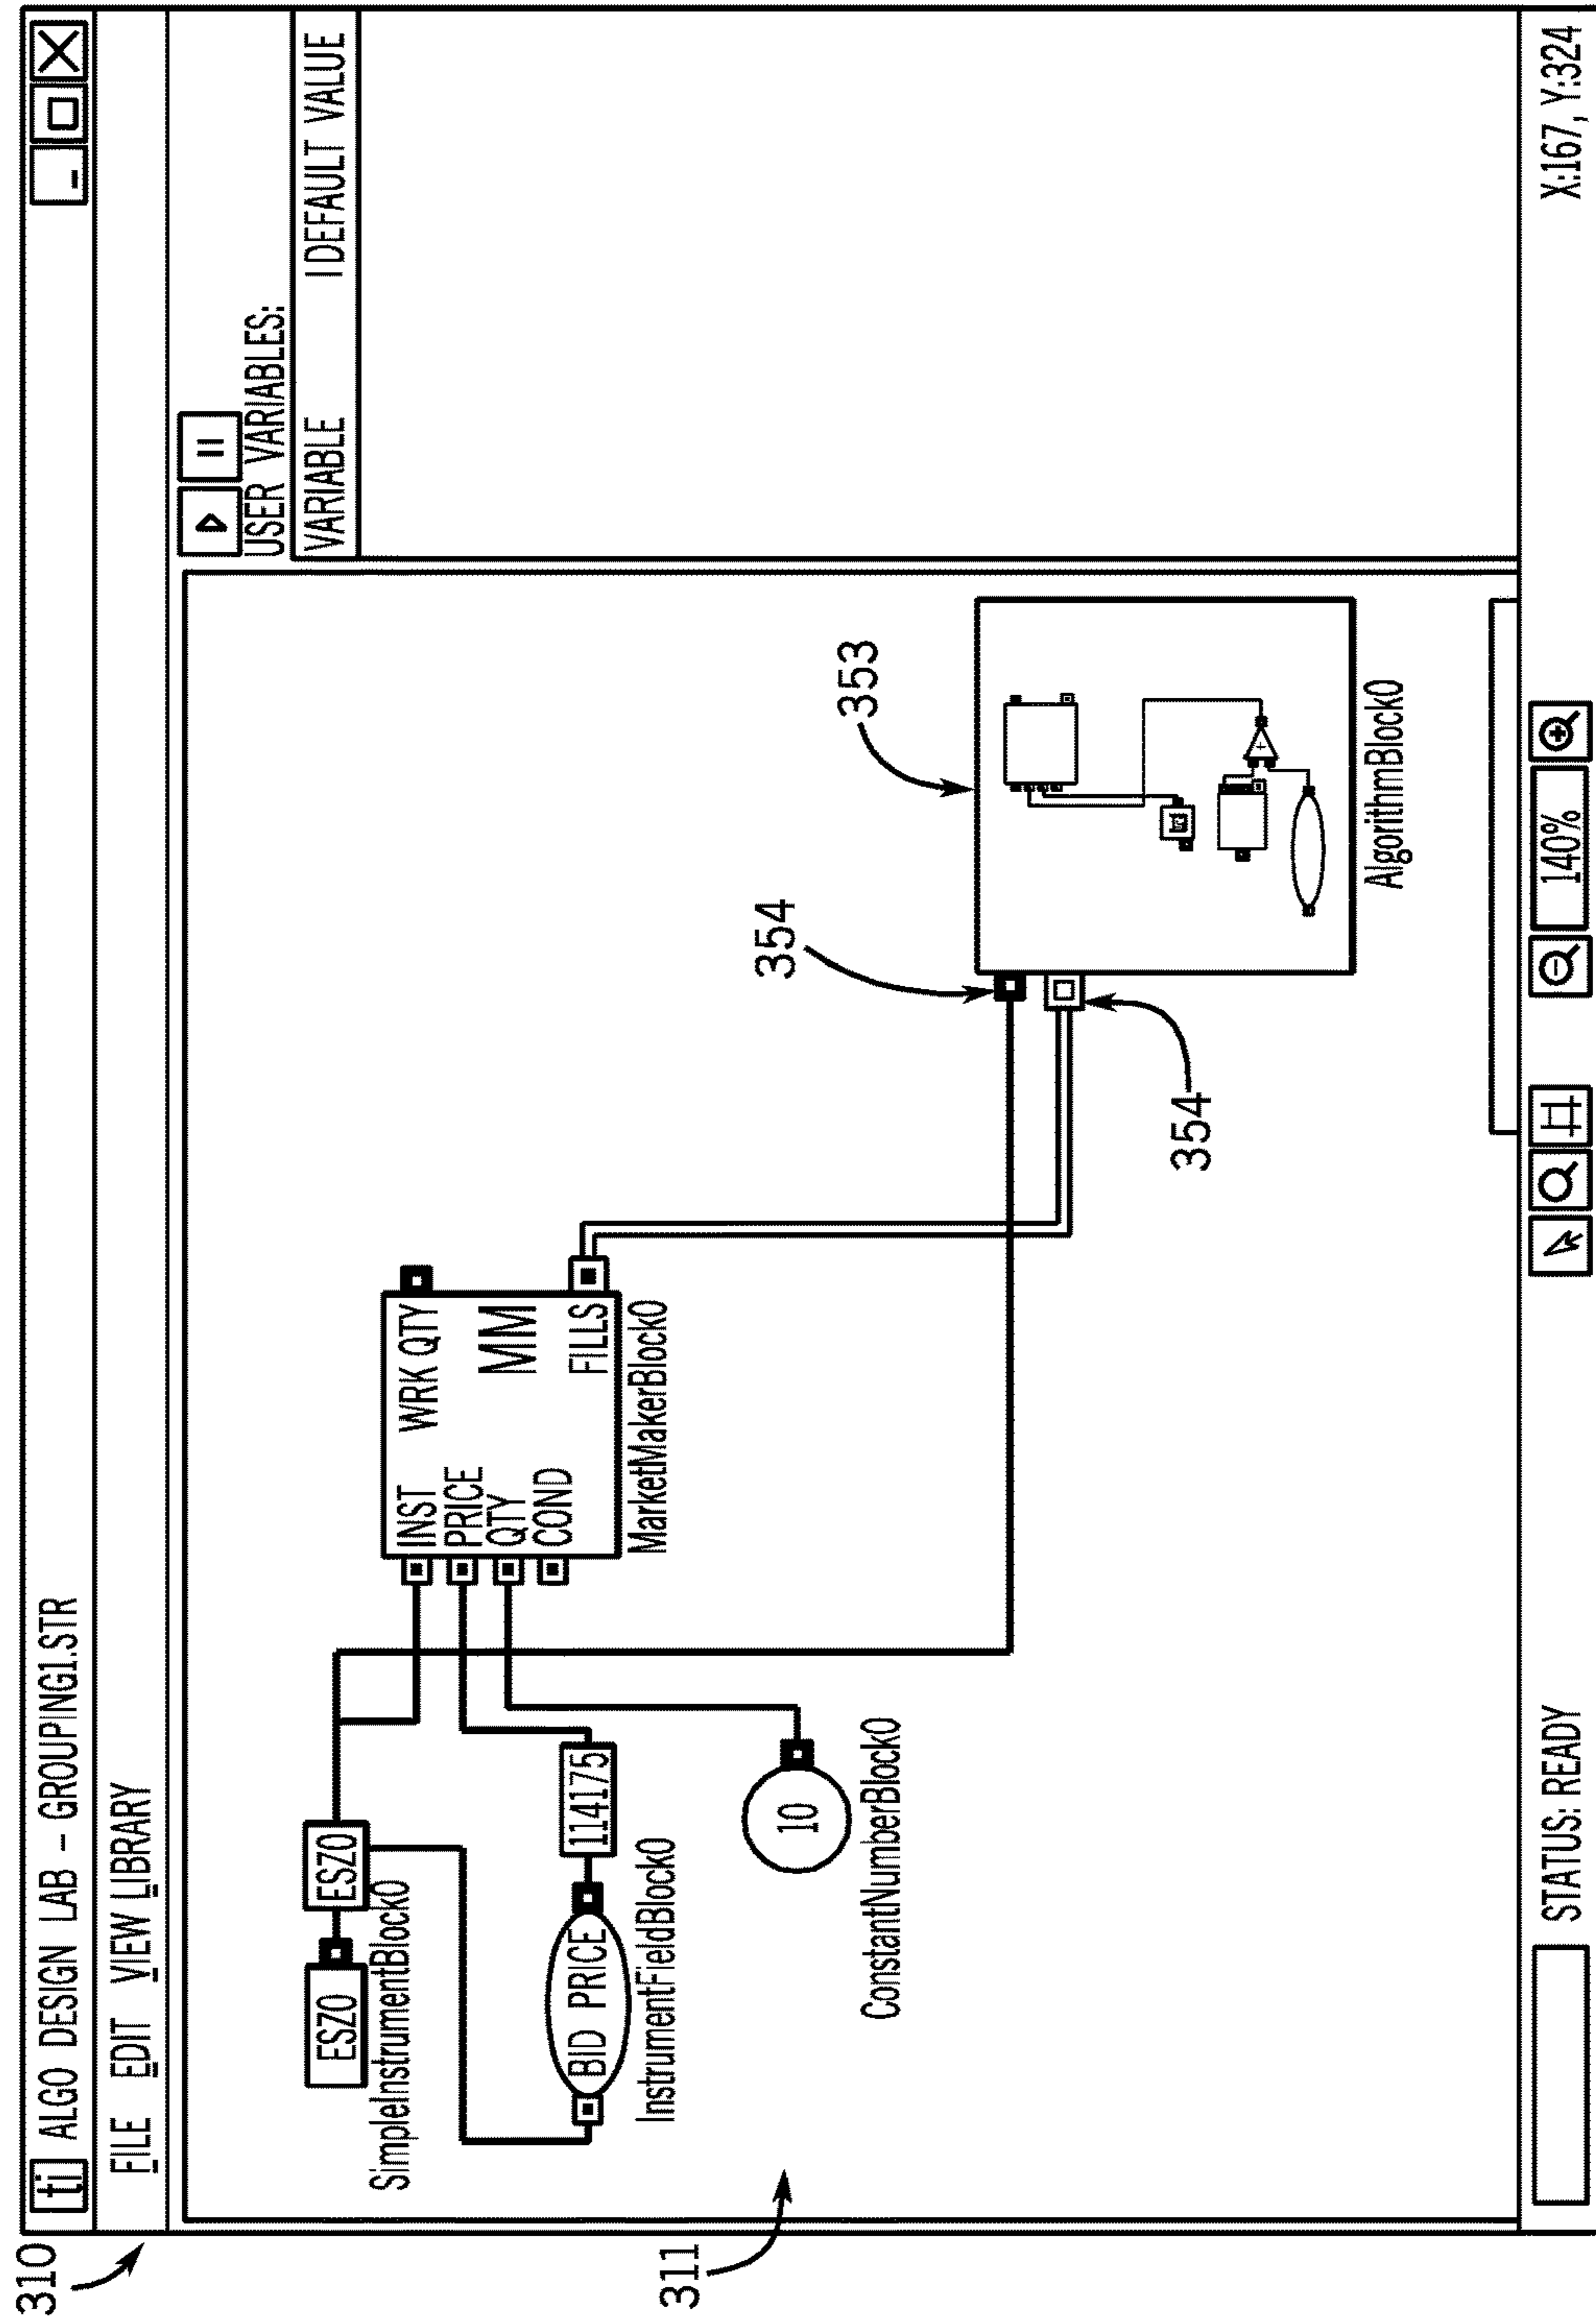 310
ti ALGO DESIGN LAB – GROUPING1.STR
FILE EDIT VIEW LIBRARY
USER VARIABLES:
VARIABLE | DEFAULT VALUE
ESZ0
ESZ0
SimpleInstrumentBlock0
INST
PRICE
QTY
COND
WRK QTY
MM
FILLS
MarketMakerBlock0
BID PRICE
114175
InstrumentFieldBlock0
10
ConstantNumberBlock0
311
354
353
354
+
AlgorithmBlock0
STATUS: READY
140%
X:167, Y:324